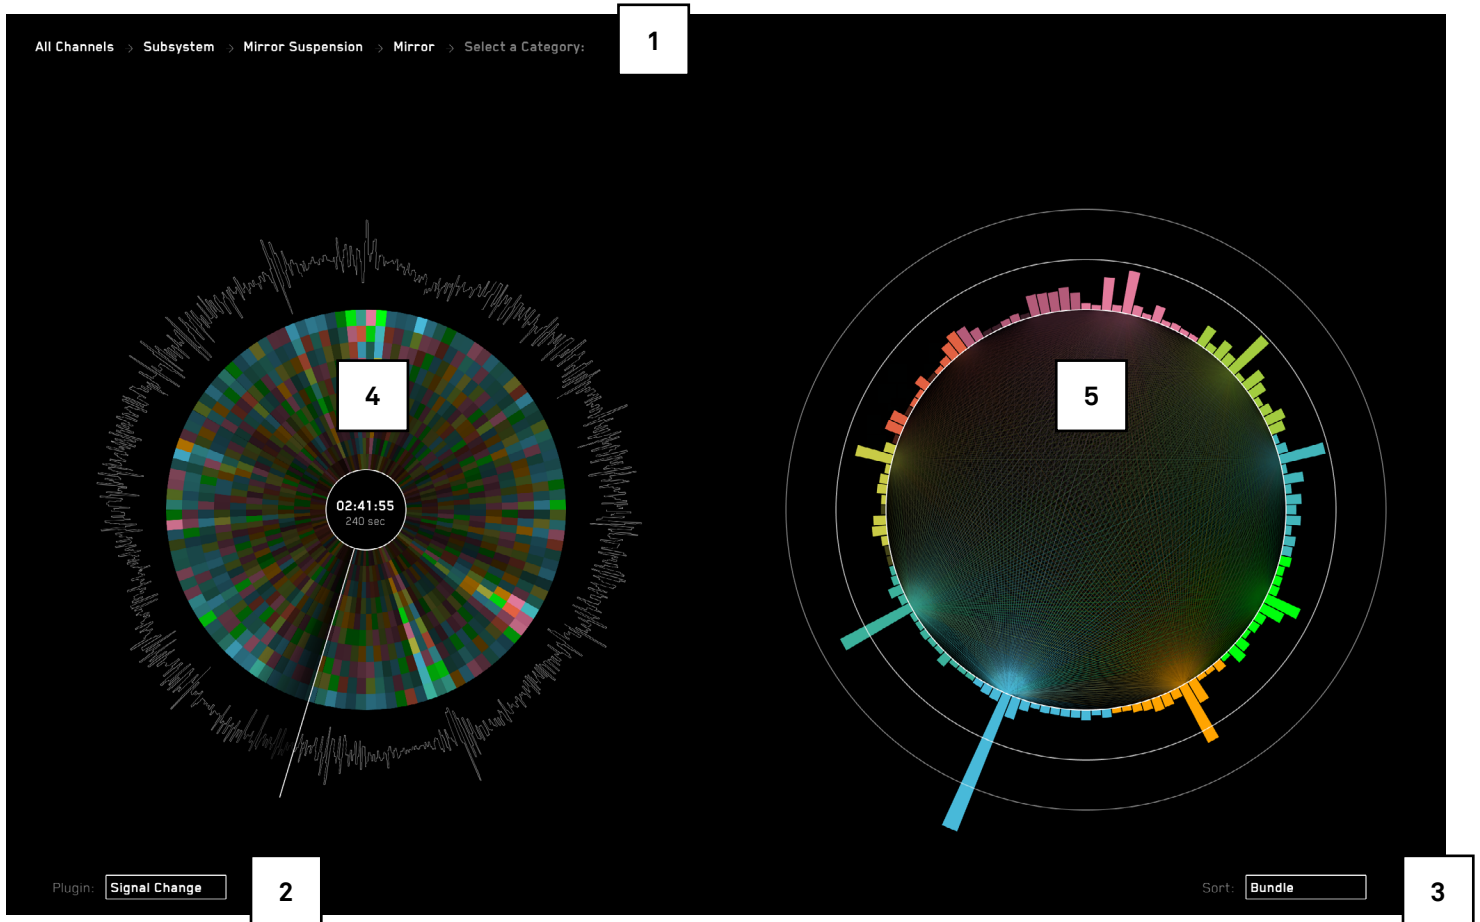 All Channels > Subsystem > Mirror Suspension > Mirror > Select a Category:
1
4
5
02:41:55
240 sec
Plugin: Signal Change
2
Sort: Bundle
3